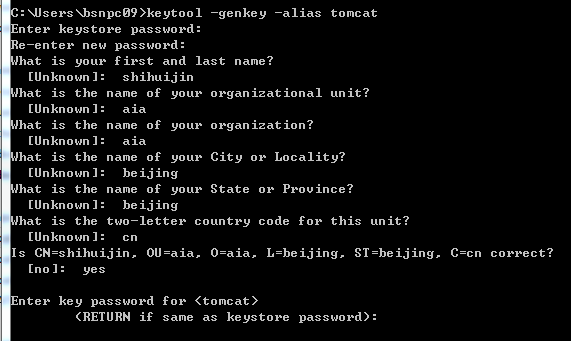 C:\Users\bsnpc09>keytool -genkey -alias tomcat
Enter keystore password:
Re-enter new password:
What is your first and last name?
  [Unknown]:  shihuijin
What is the name of your organizational unit?
  [Unknown]:  aia
What is the name of your organization?
  [Unknown]:  aia
What is the name of your City or Locality?
  [Unknown]:  beijing
What is the name of your State or Province?
  [Unknown]:  beijing
What is the two-letter country code for this unit?
  [Unknown]:  cn
Is CN=shihuijin, OU=aia, O=aia, L=beijing, ST=beijing, C=cn correct?
  [no]:  yes
Enter key password for <tomcat>
        (RETURN if same as keystore password):